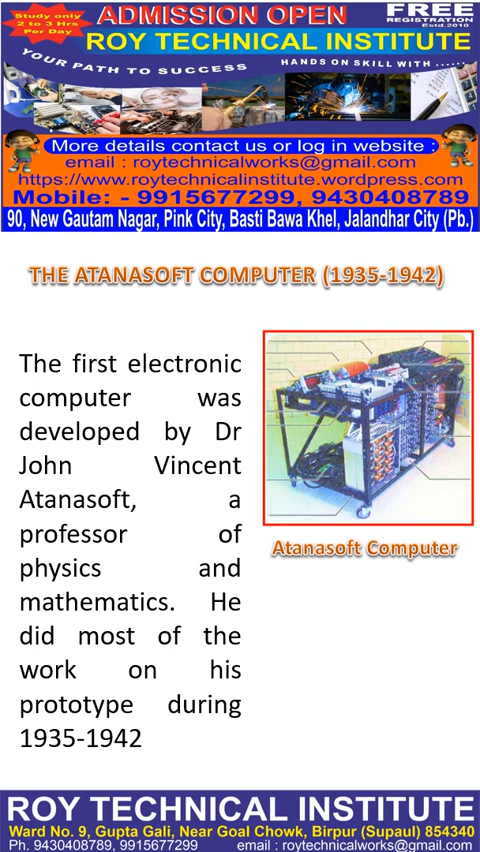 Study only
2 to 3 Hrs
Per Day
ADMISSION OPEN
FREE
REGISTRATION
Estd.2010
ROY TECHNICAL INSTITUTE
YOUR PATH TO SUCCESS
HANDS ON SKILL WITH ......
More details contact us or log in website :
email : roytechnicalworks@gmail.com
https://www.roytechnicalinstitute.wordpress.com
Mobile: - 9915677299, 9430408789
90, New Gautam Nagar, Pink City, Basti Bawa Khel, Jalandhar City (Pb.)
THE ATANASOFT COMPUTER (1935-1942)
The first electronic
computer was
developed by Dr
John Vincent
Atanasoft, a
professor of
physics and
mathematics. He
did most of the
work on his
prototype during
1935-1942
Atanasoft Computer
ROY TECHNICAL INSTITUTE
Ward No. 9, Gupta Gali, Near Goal Chowk, Birpur (Supaul) 854340
Ph. 9430408789, 9915677299 email : roytechnicalworks@gmail.com